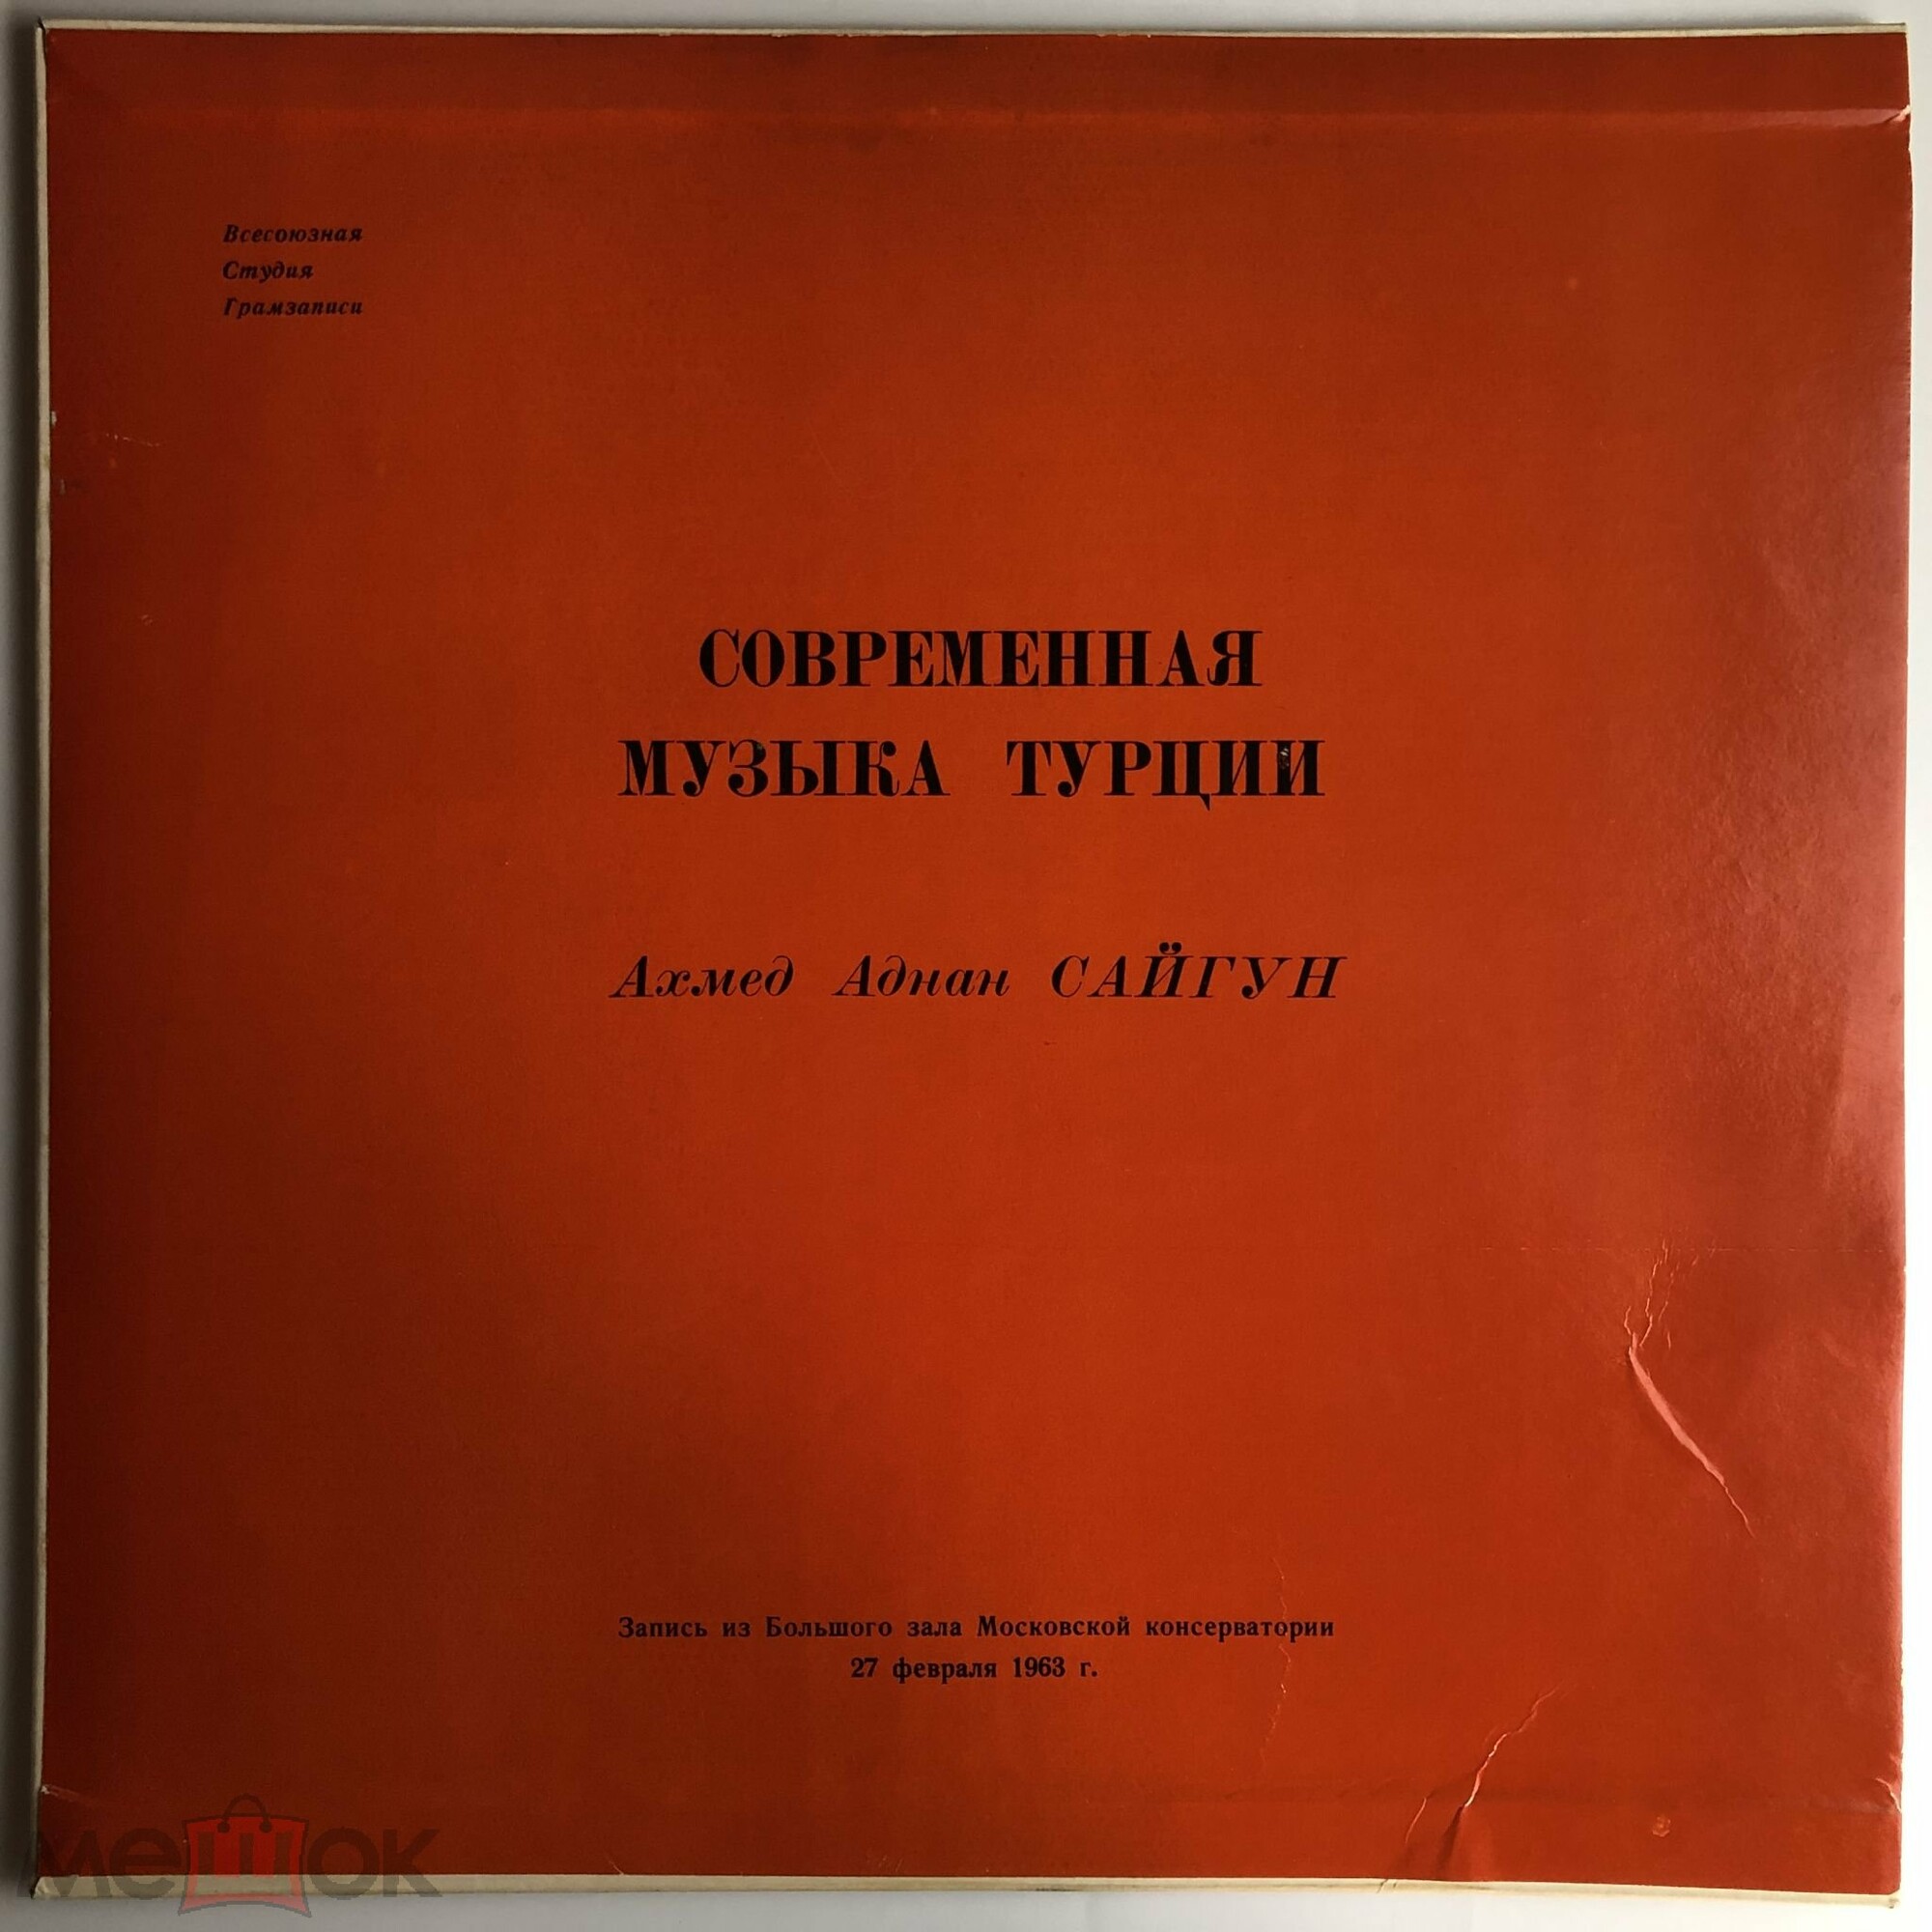 Всесоюзная
Студия
Грамзаписи
СОВРЕМЕННАЯ
МУЗЫКА ТУРЦИИ
Ахмед Аднан САЙГУН
Запись из Большого зала Московской консерватории
27 февраля 1963 г.
мешок